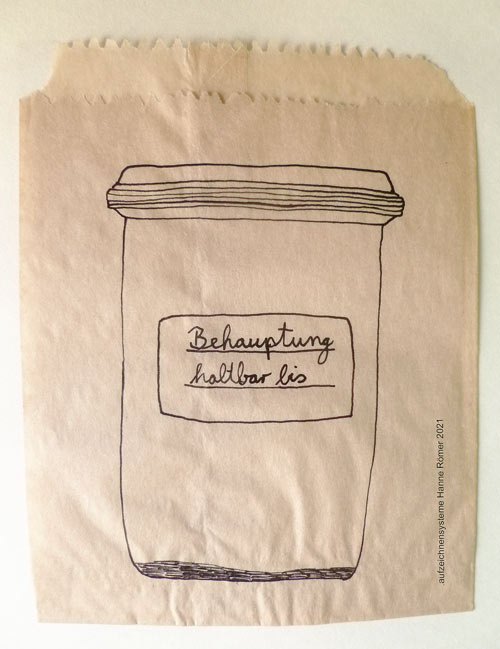 Behauptung
haltbar bis
aufzeichnensysteme Hanne Römer 2021